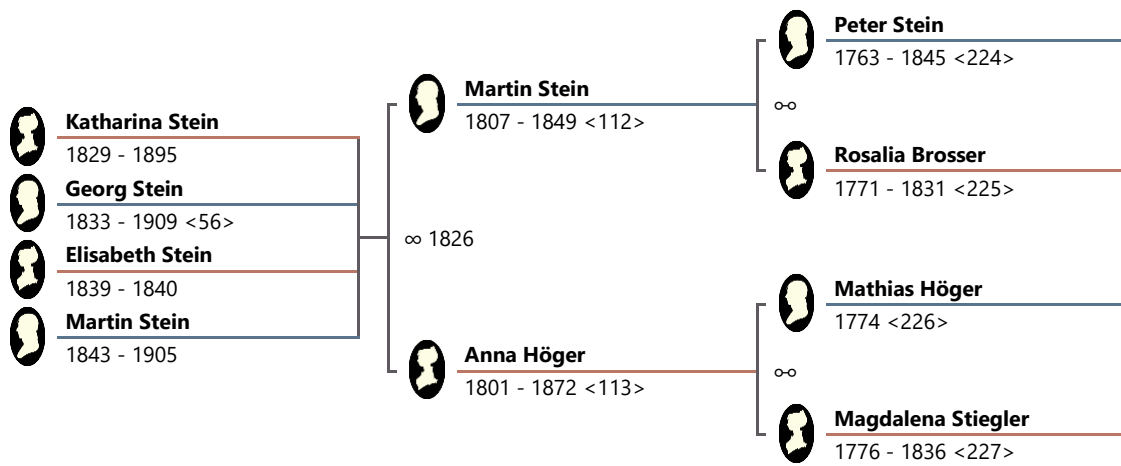 Katharina Stein
1829 - 1895
Georg Stein
1833 - 1909 <56>
Elisabeth Stein
1839 - 1840
Martin Stein
1843 - 1905
Martin Stein
1807 - 1849 <112>
∞ 1826
Anna Höger
1801 - 1872 <113>
Peter Stein
1763 - 1845 <224>
⚯
Rosalia Brosser
1771 - 1831 <225>
Mathias Höger
1774 <226>
⚯
Magdalena Stiegler
1776 - 1836 <227>